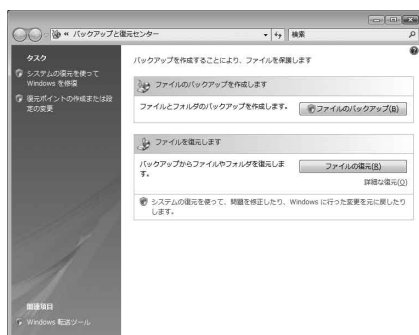 « バックアップと復元センター
検索
タスク
システムの復元を使って
Windows を修復
復元ポイントの作成または設
定の変更
関連項目
Windows 転送ツール
バックアップを作成することにより、ファイルを保護します
ファイルのバックアップを作成します
ファイルとフォルダのバックアップを作成します。
ファイルのバックアップ(B)
ファイルを復元します
バックアップからファイルやフォルダを復元しま
す。
ファイルの復元(R)
詳細な復元(O)
システムの復元を使って、問題を修正したり、Windows に行った変更を元に戻したり
します。